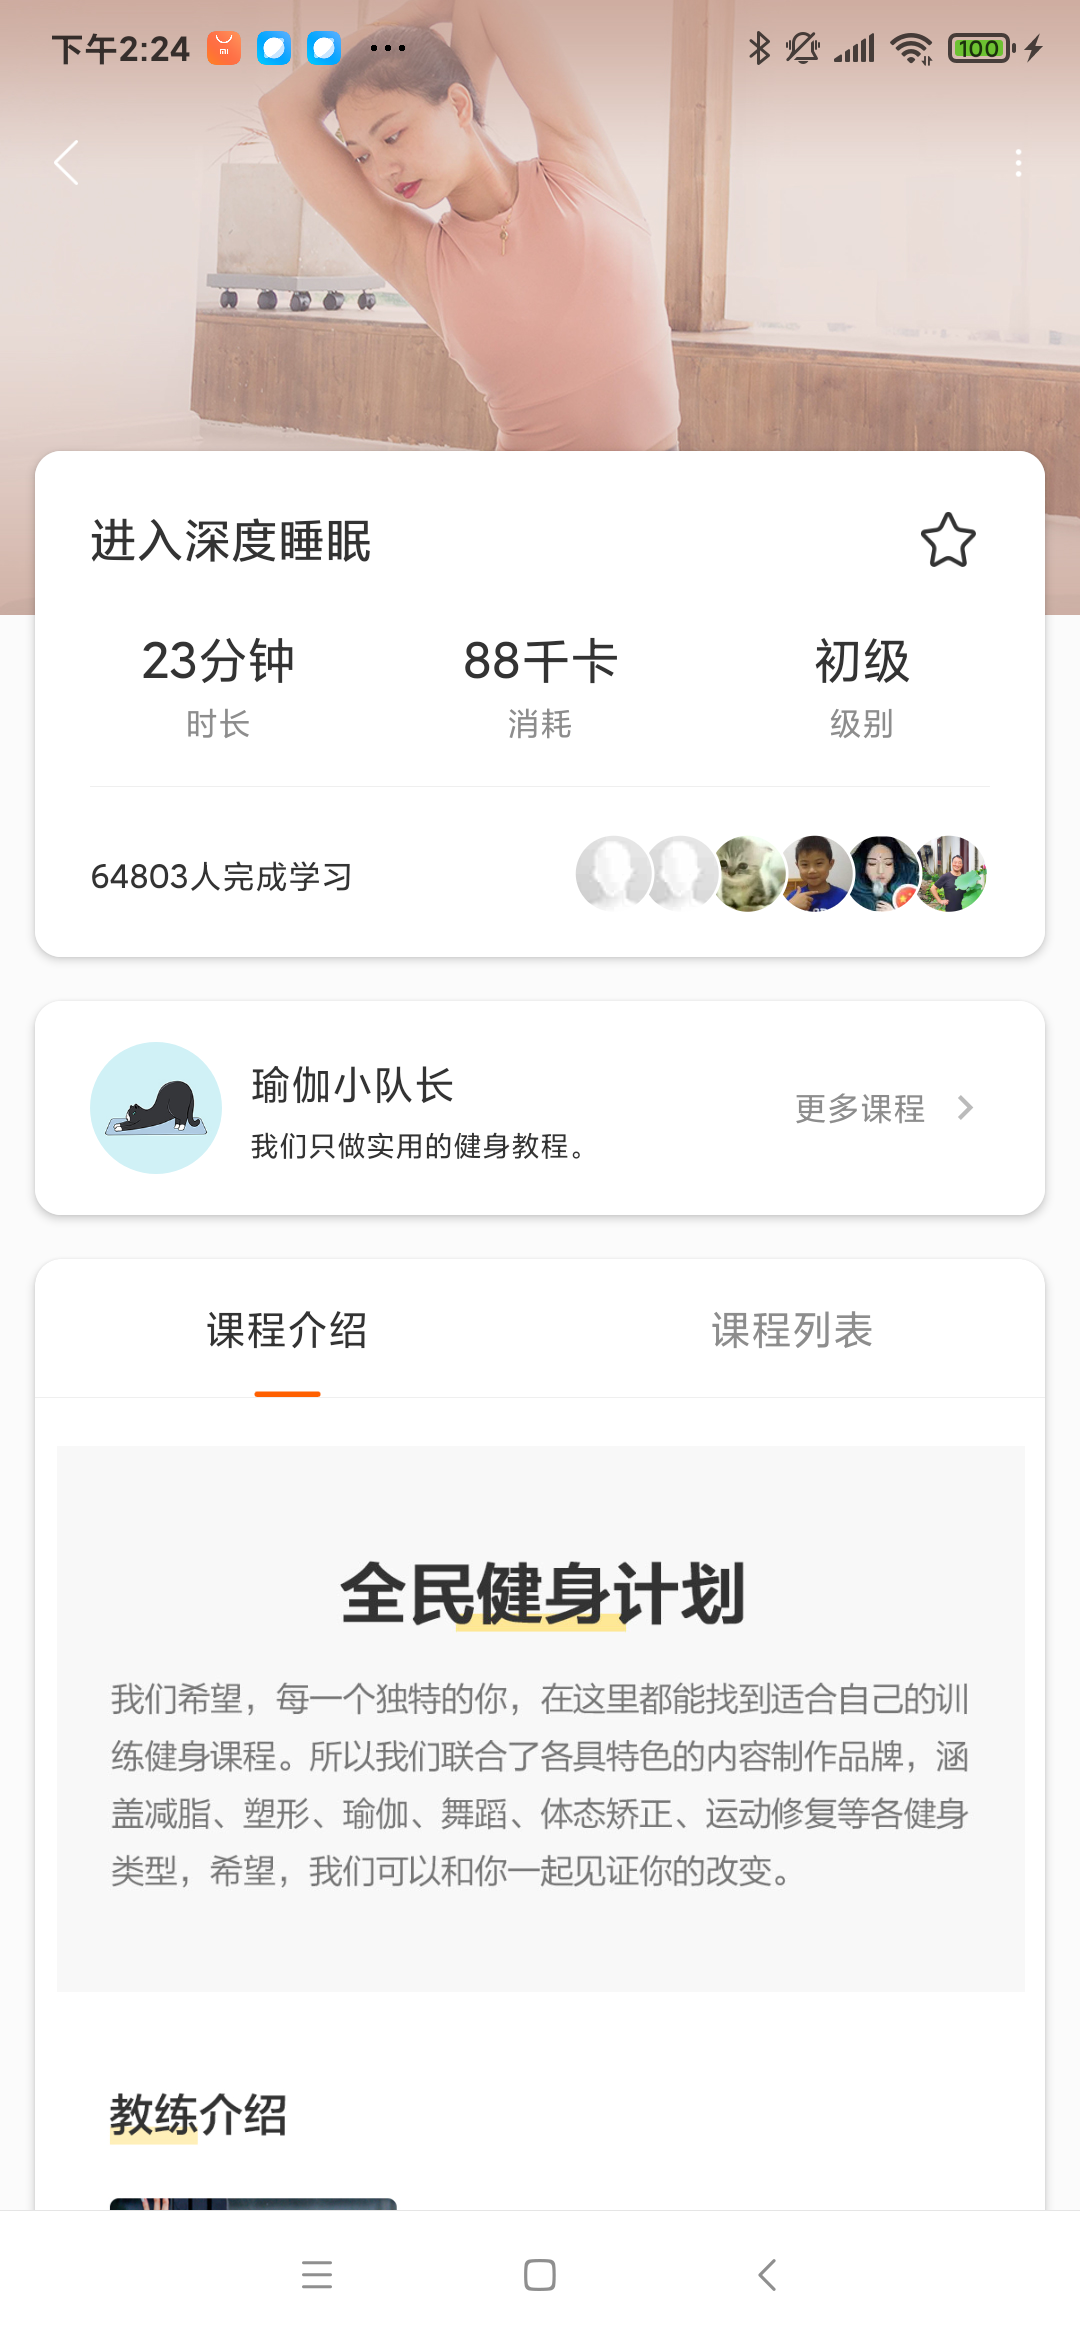 下午2:24
100
进入深度睡眠
23分钟
时长
88千卡
消耗
初级
级别
64803人完成学习
瑜伽小队长
我们只做实用的健身教程。
更多课程
课程介绍
课程列表
全民健身计划
我们希望，每一个独特的你，在这里都能找到适合自己的训
练健身课程。所以我们联合了各具特色的内容制作品牌，涵
盖减脂、塑形、瑜伽、舞蹈、体态矫正、运动修复等各健身
类型，希望，我们可以和你一起见证你的改变。
教练介绍